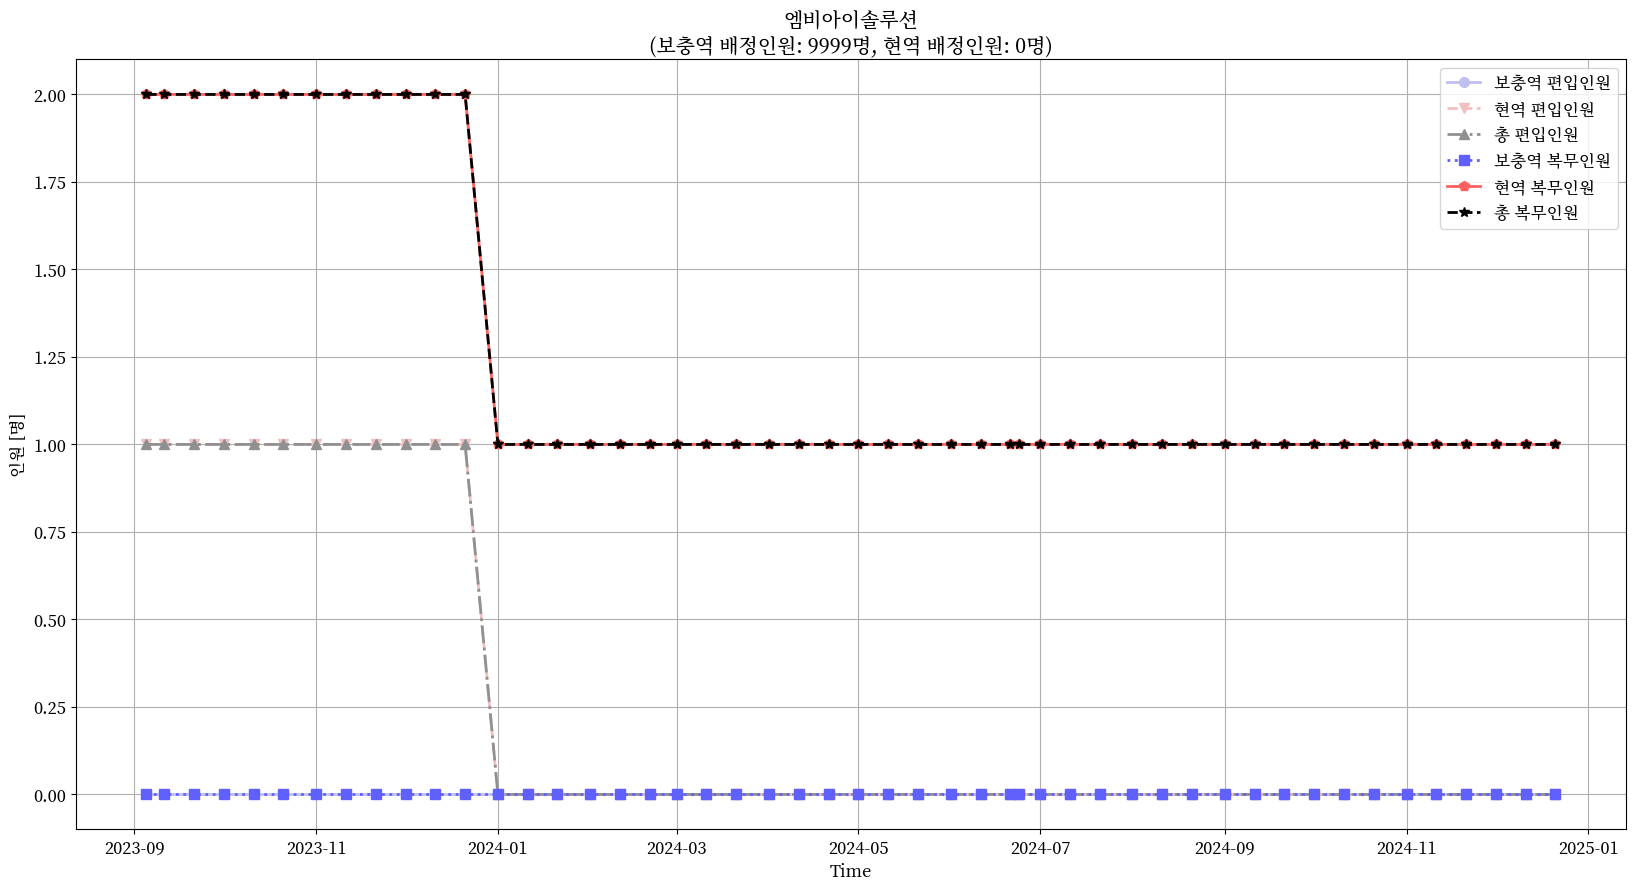 엠비아이솔루션
(보충역 배정인원: 9999명, 현역 배정인원: 0명)
보충역 편입인원
현역 편입인원
총 편입인원
보충역 복무인원
현역 복무인원
총 복무인원
2.00
1.75
1.50
1.25
1.00
0.75
0.50
0.25
0.00
인원 [명]
2023-09
2023-11
2024-01
2024-03
2024-05
2024-07
2024-09
2024-11
2025-01
Time